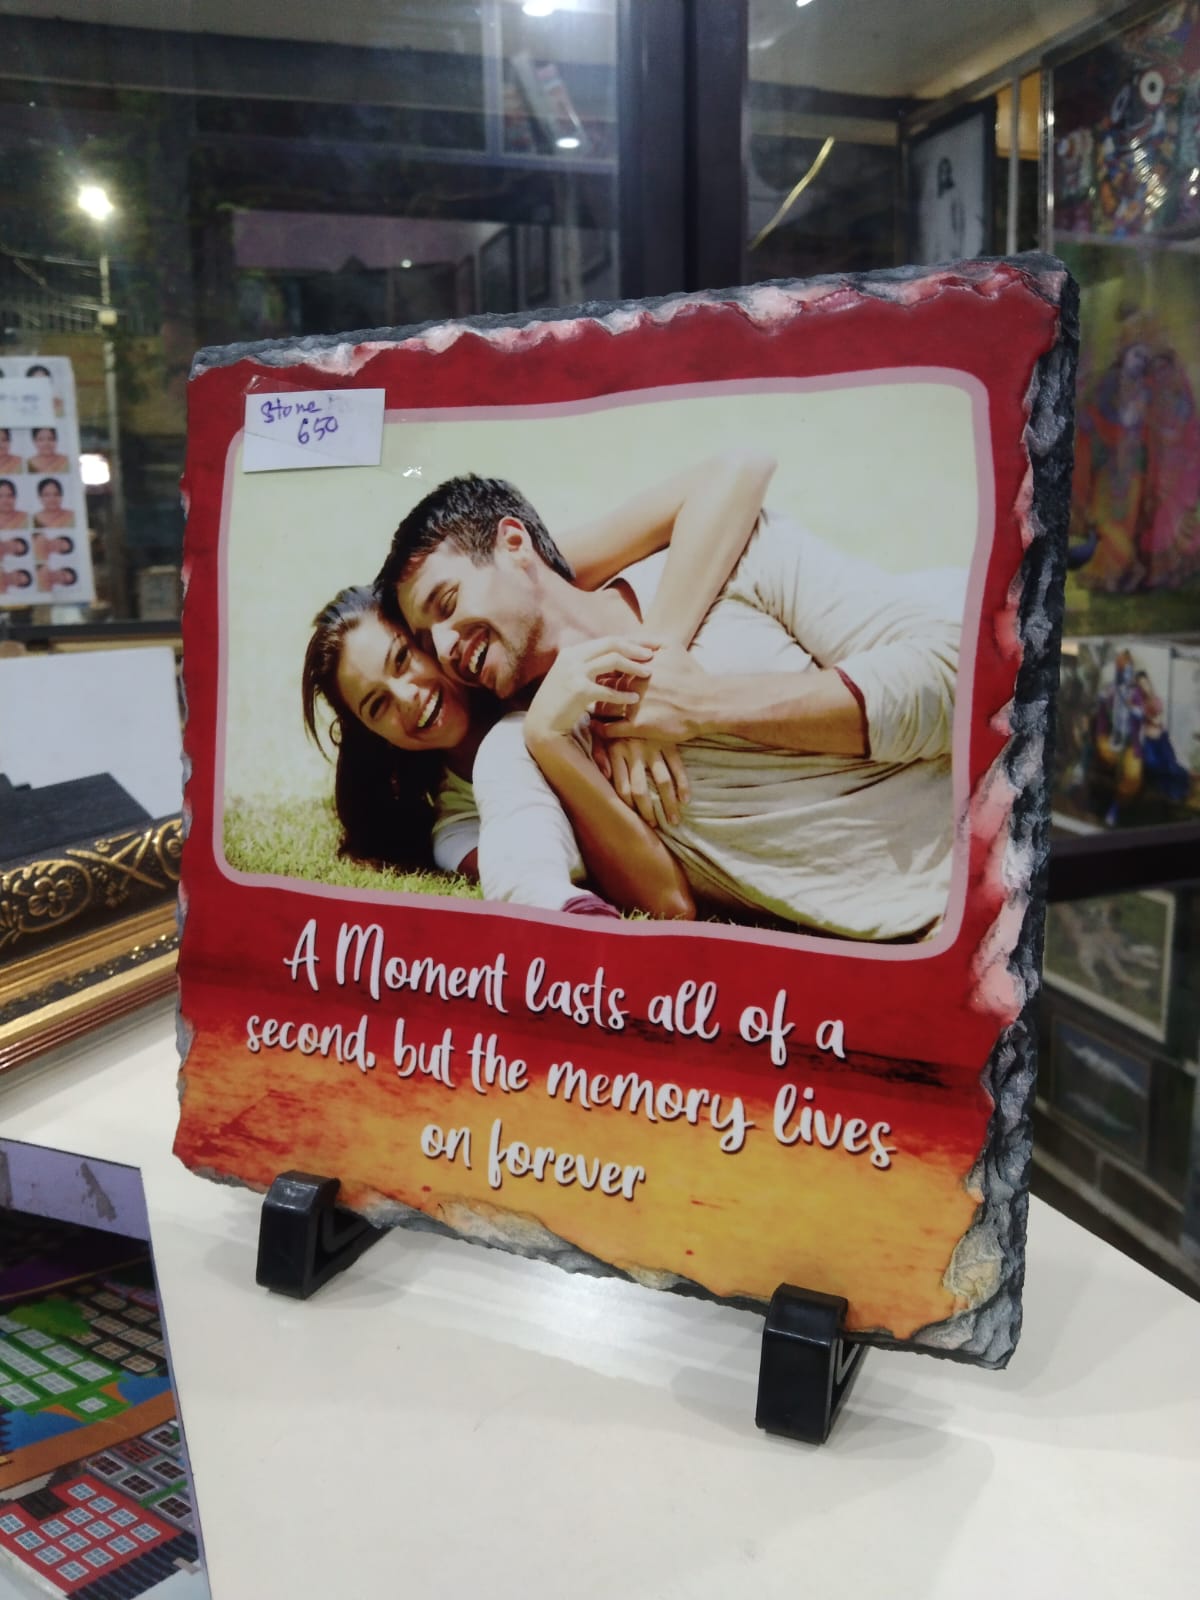 Stone
650
A Moment lasts all of a
second, but the memory lives
on forever